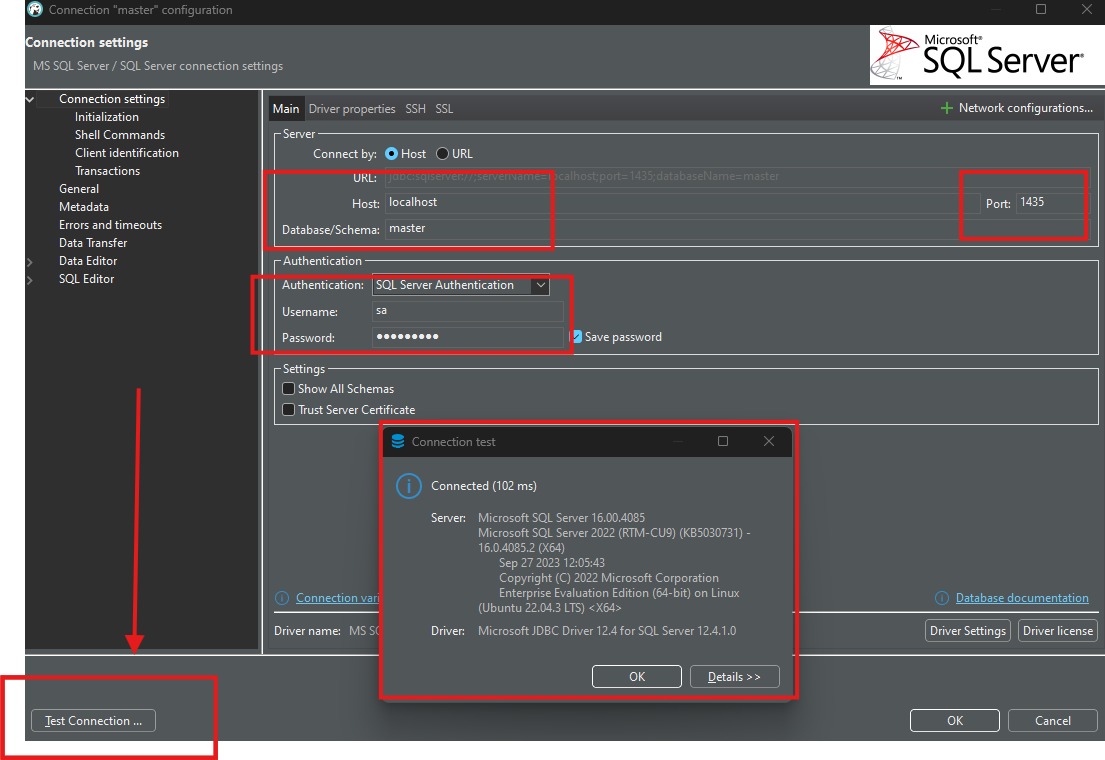 Connection "master" configuration
Connection settings
MS SQL Server / SQL Server connection settings
Microsoft®
SQL Server®
™
Connection settings
Initialization
Shell Commands
Client identification
Transactions
General
Metadata
Errors and timeouts
Data Transfer
Data Editor
SQL Editor
Main Driver properties SSH SSL
Network configurations...
Server
Connect by: Host URL
URL: jdbc:sqlserver://;serverName=localhost;port=1435;databaseName=master
Host: localhost Port: 1435
Database/Schema: master
Authentication
Authentication: SQL Server Authentication
Username: sa
Password: ••••••••• Save password
Settings
Show All Schemas
Trust Server Certificate
Connection test
Connected (102 ms)
Server: Microsoft SQL Server 16.00.4085
Microsoft SQL Server 2022 (RTM-CU9) (KB5030731) -
16.0.4085.2 (X64)
Sep 27 2023 12:05:43
Copyright (C) 2022 Microsoft Corporation
Enterprise Evaluation Edition (64-bit) on Linux
(Ubuntu 22.04.3 LTS) <X64>
Driver: Microsoft JDBC Driver 12.4 for SQL Server 12.4.1.0
OK Details >>
Connection vari
Database documentation
Driver name: MS SQ
Driver Settings Driver license
Test Connection ...
OK Cancel